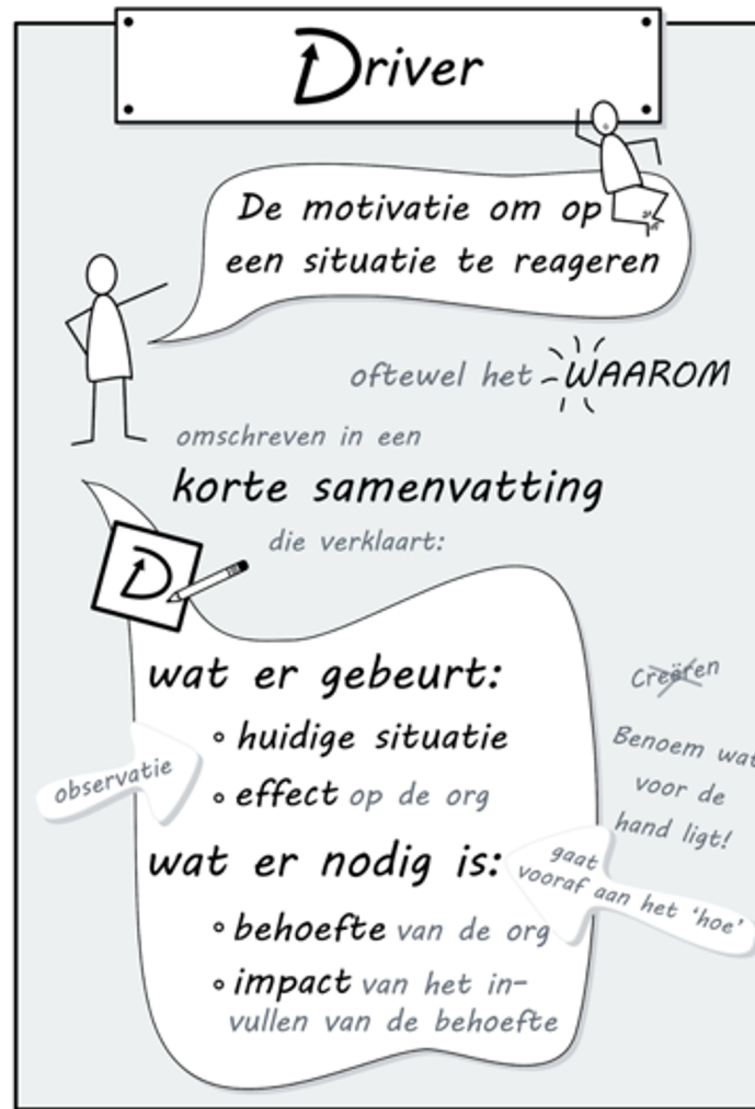 Driver
De motivatie om op
een situatie te reageren
oftewel het WAAROM
omschreven in een
korte samenvatting
die verklaart:
D
wat er gebeurt:
huidige situatie
observatie
effect op de org
Creëren
Benoem wat
voor de
hand ligt!
wat er nodig is:
gaat
vooraf aan het ‘hoe’
behoefte van de org
impact van het in-
vullen van de behoefte